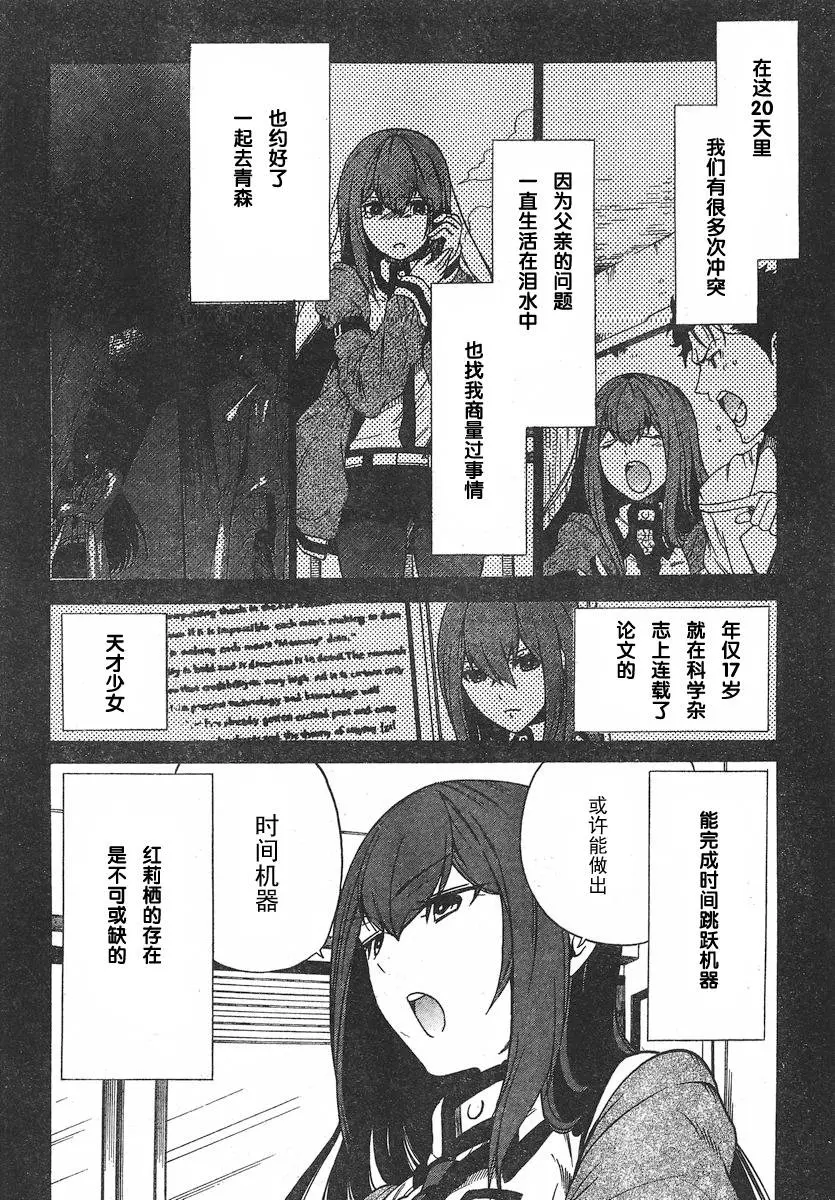 在这20天里
我们有很多次冲突
因为父亲的问题
一直生活在泪水中
也找我商量过事情
也约好了
一起去青森
年仅17岁
就在科学杂
志上连载了
论文的
天才少女
能完成时间跳跃机器
或许能做出
时间机器
红莉栖的存在
是不可或缺的